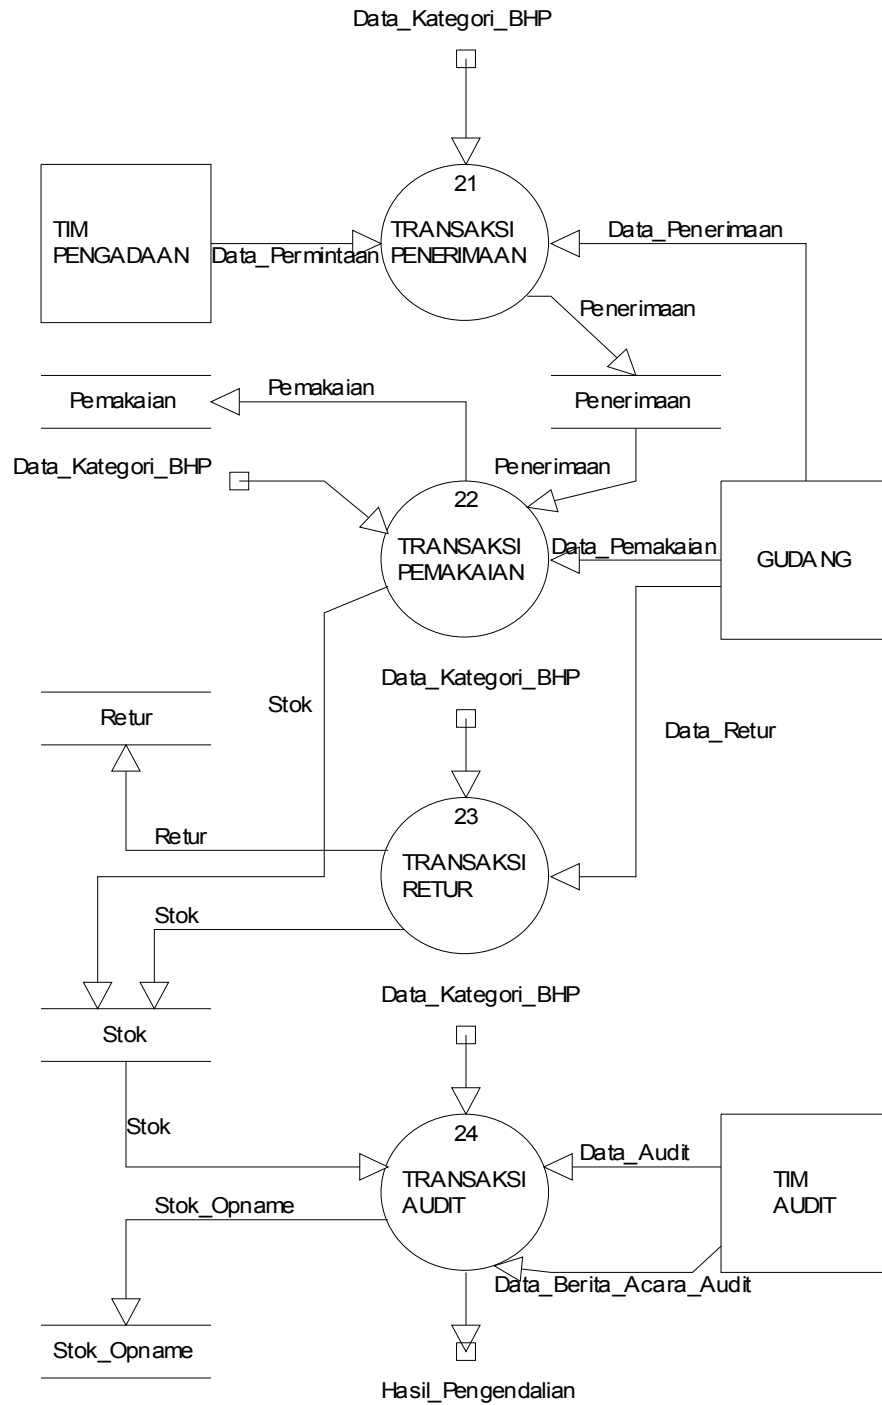 Data_Kategori_BHP
21
TIM
PENGADAAN
TRANSAKSI
PENERIMAAN
Data_Permintaan
Data_Penerimaan
Penerimaan
Pemakaian
Pemakaian
Penerimaan
Data_Kategori_BHP
Penerimaan
22
TRANSAKSI
PEMAKAIAN
Data_Pemakaian
GUDANG
Data_Kategori_BHP
Stok
Retur
Data_Retur
23
Retur
TRANSAKSI
RETUR
Stok
Data_Kategori_BHP
Stok
Stok
24
TRANSAKSI
AUDIT
Data_Audit
TIM
AUDIT
Stok_Opname
Data_Berita_Acara_Audit
Stok_Opname
Hasil_Pengendalian